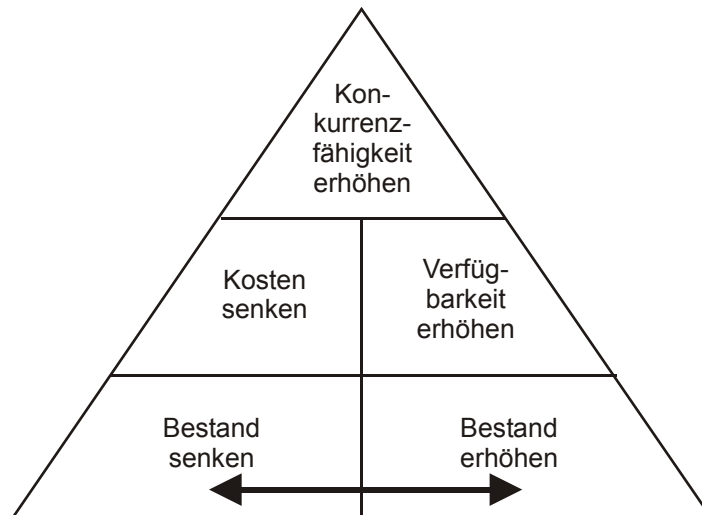 Kon-
kurrenz-
fähigkeit
erhöhen
Kosten
senken
Verfüg-
barkeit
erhöhen
Bestand
senken
Bestand
erhöhen